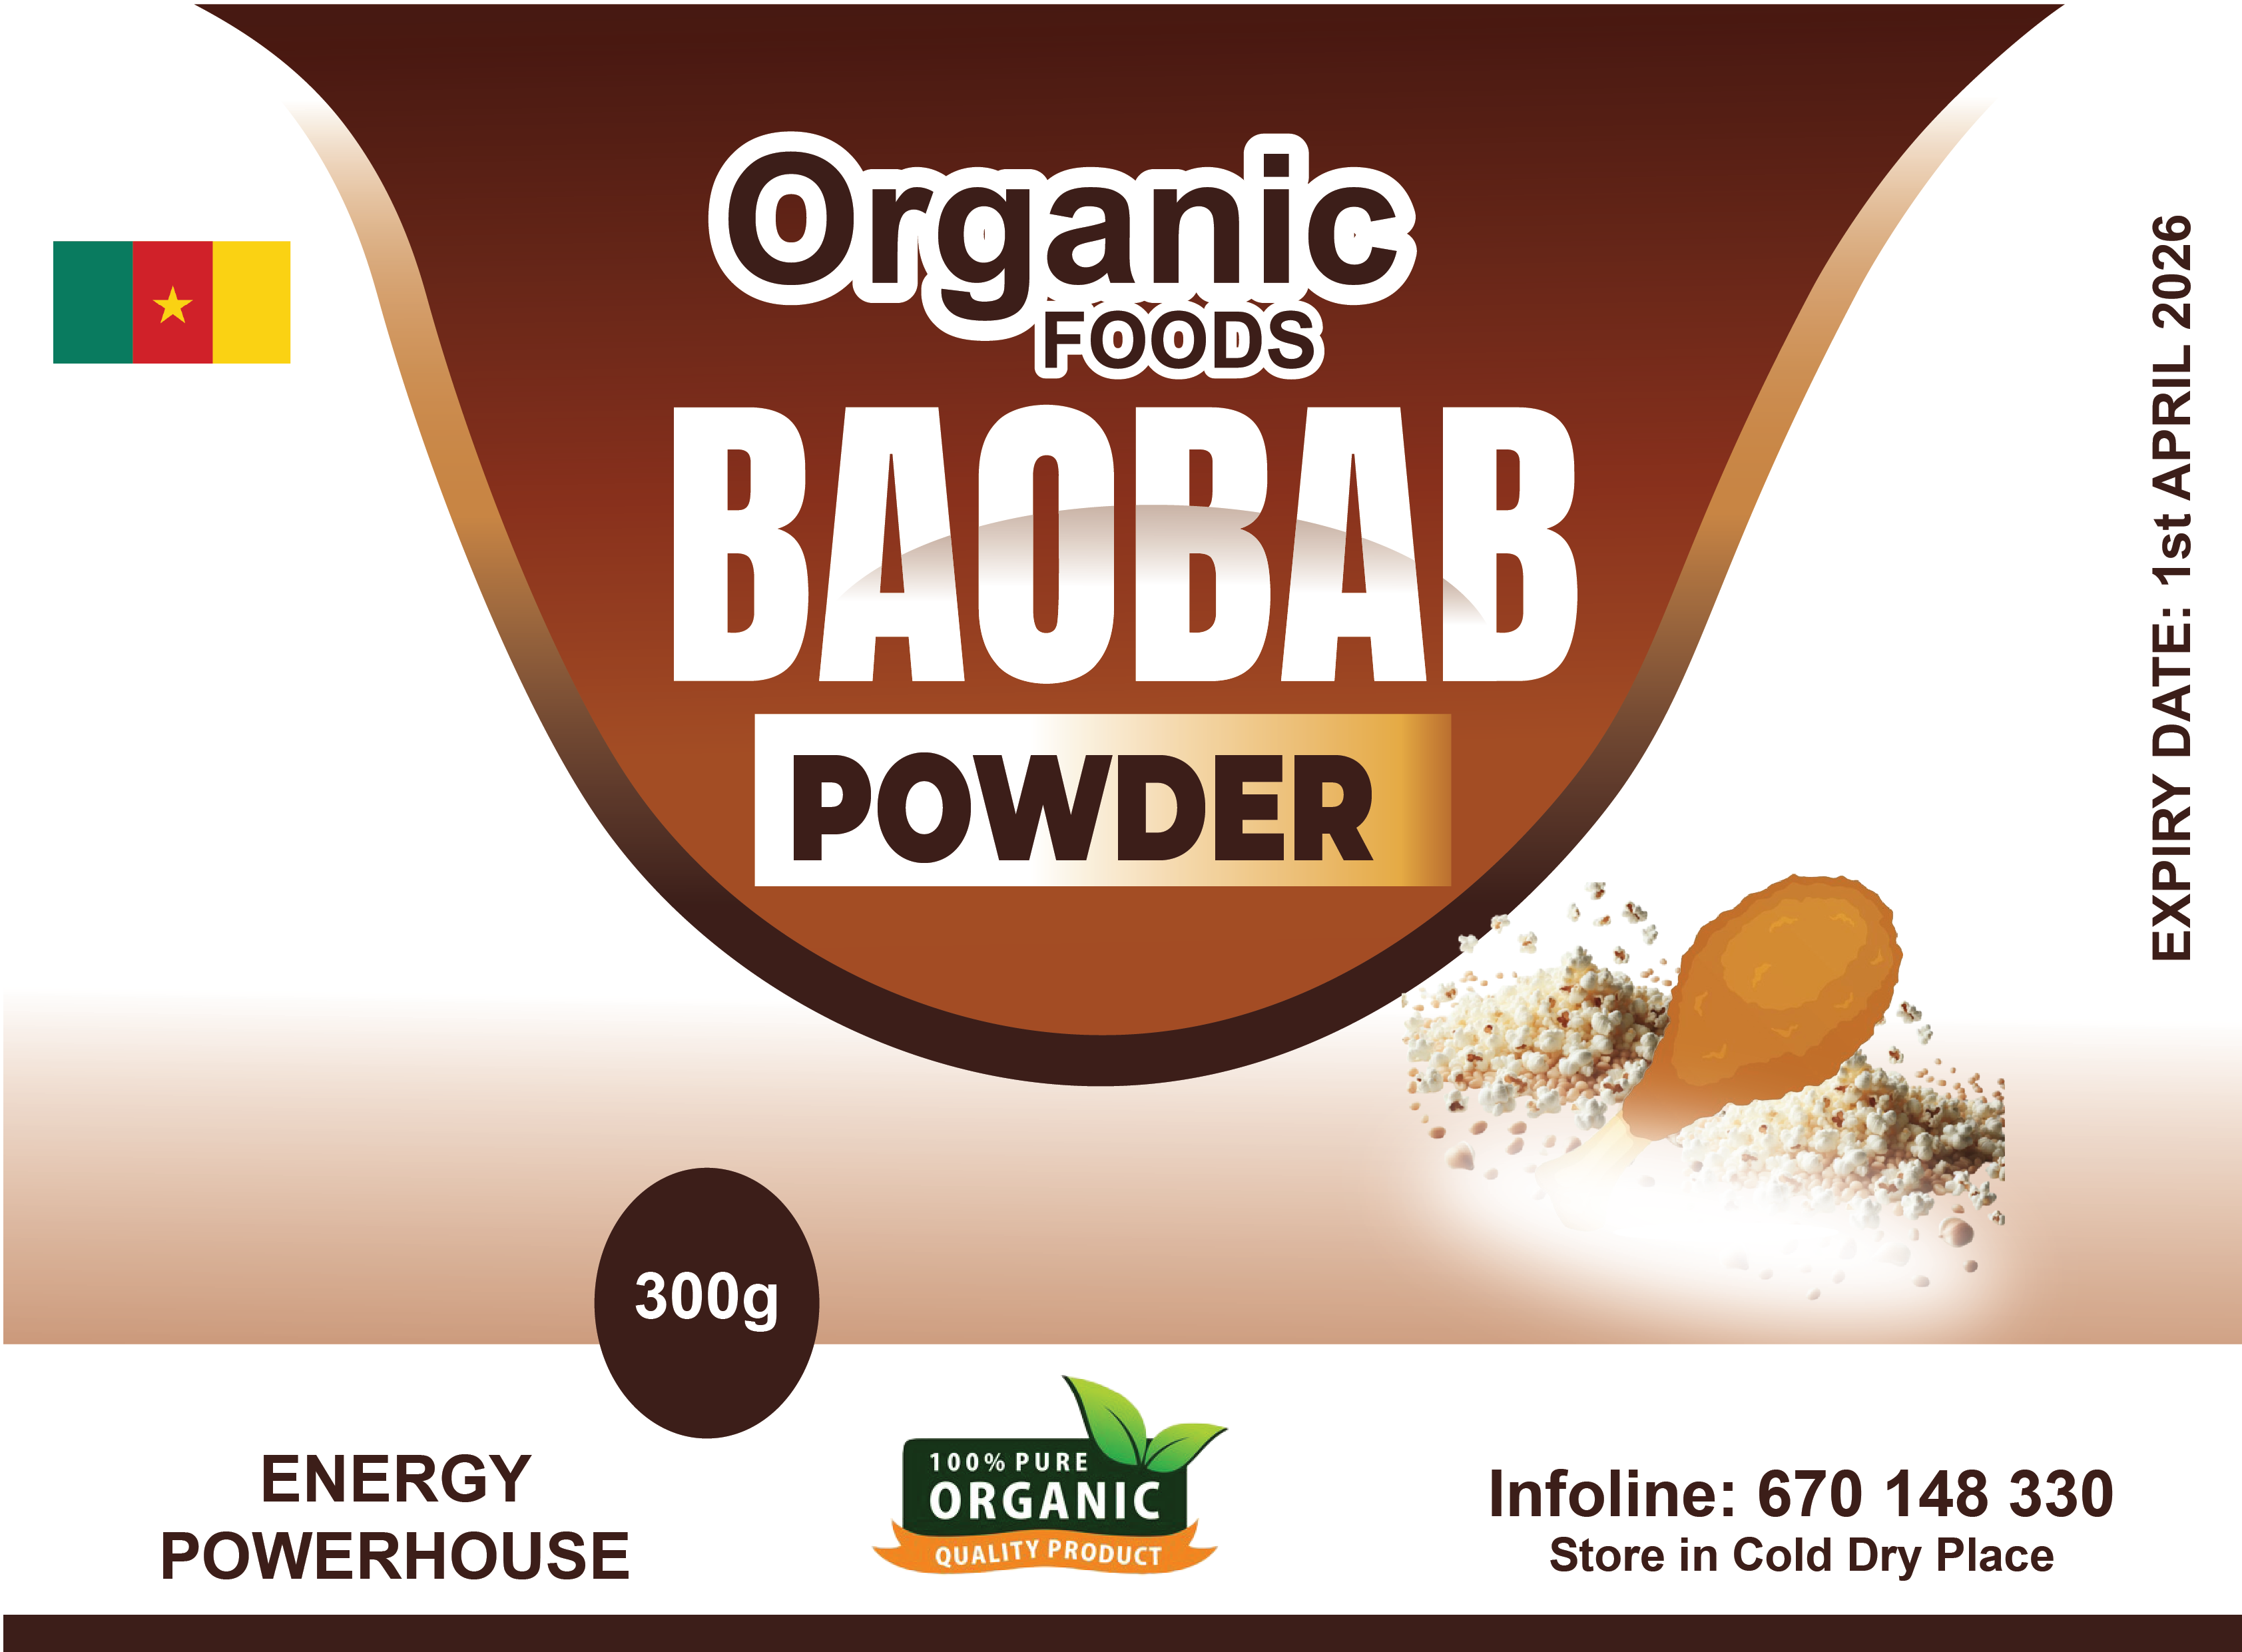 Organic
FOODS
BAOBAB
POWDER
EXPIRY DATE: 1st APRIL 2026
300g
ENERGY
POWERHOUSE
100% PURE
ORGANIC
QUALITY PRODUCT
Infoline: 670 148 330
Store in Cold Dry Place